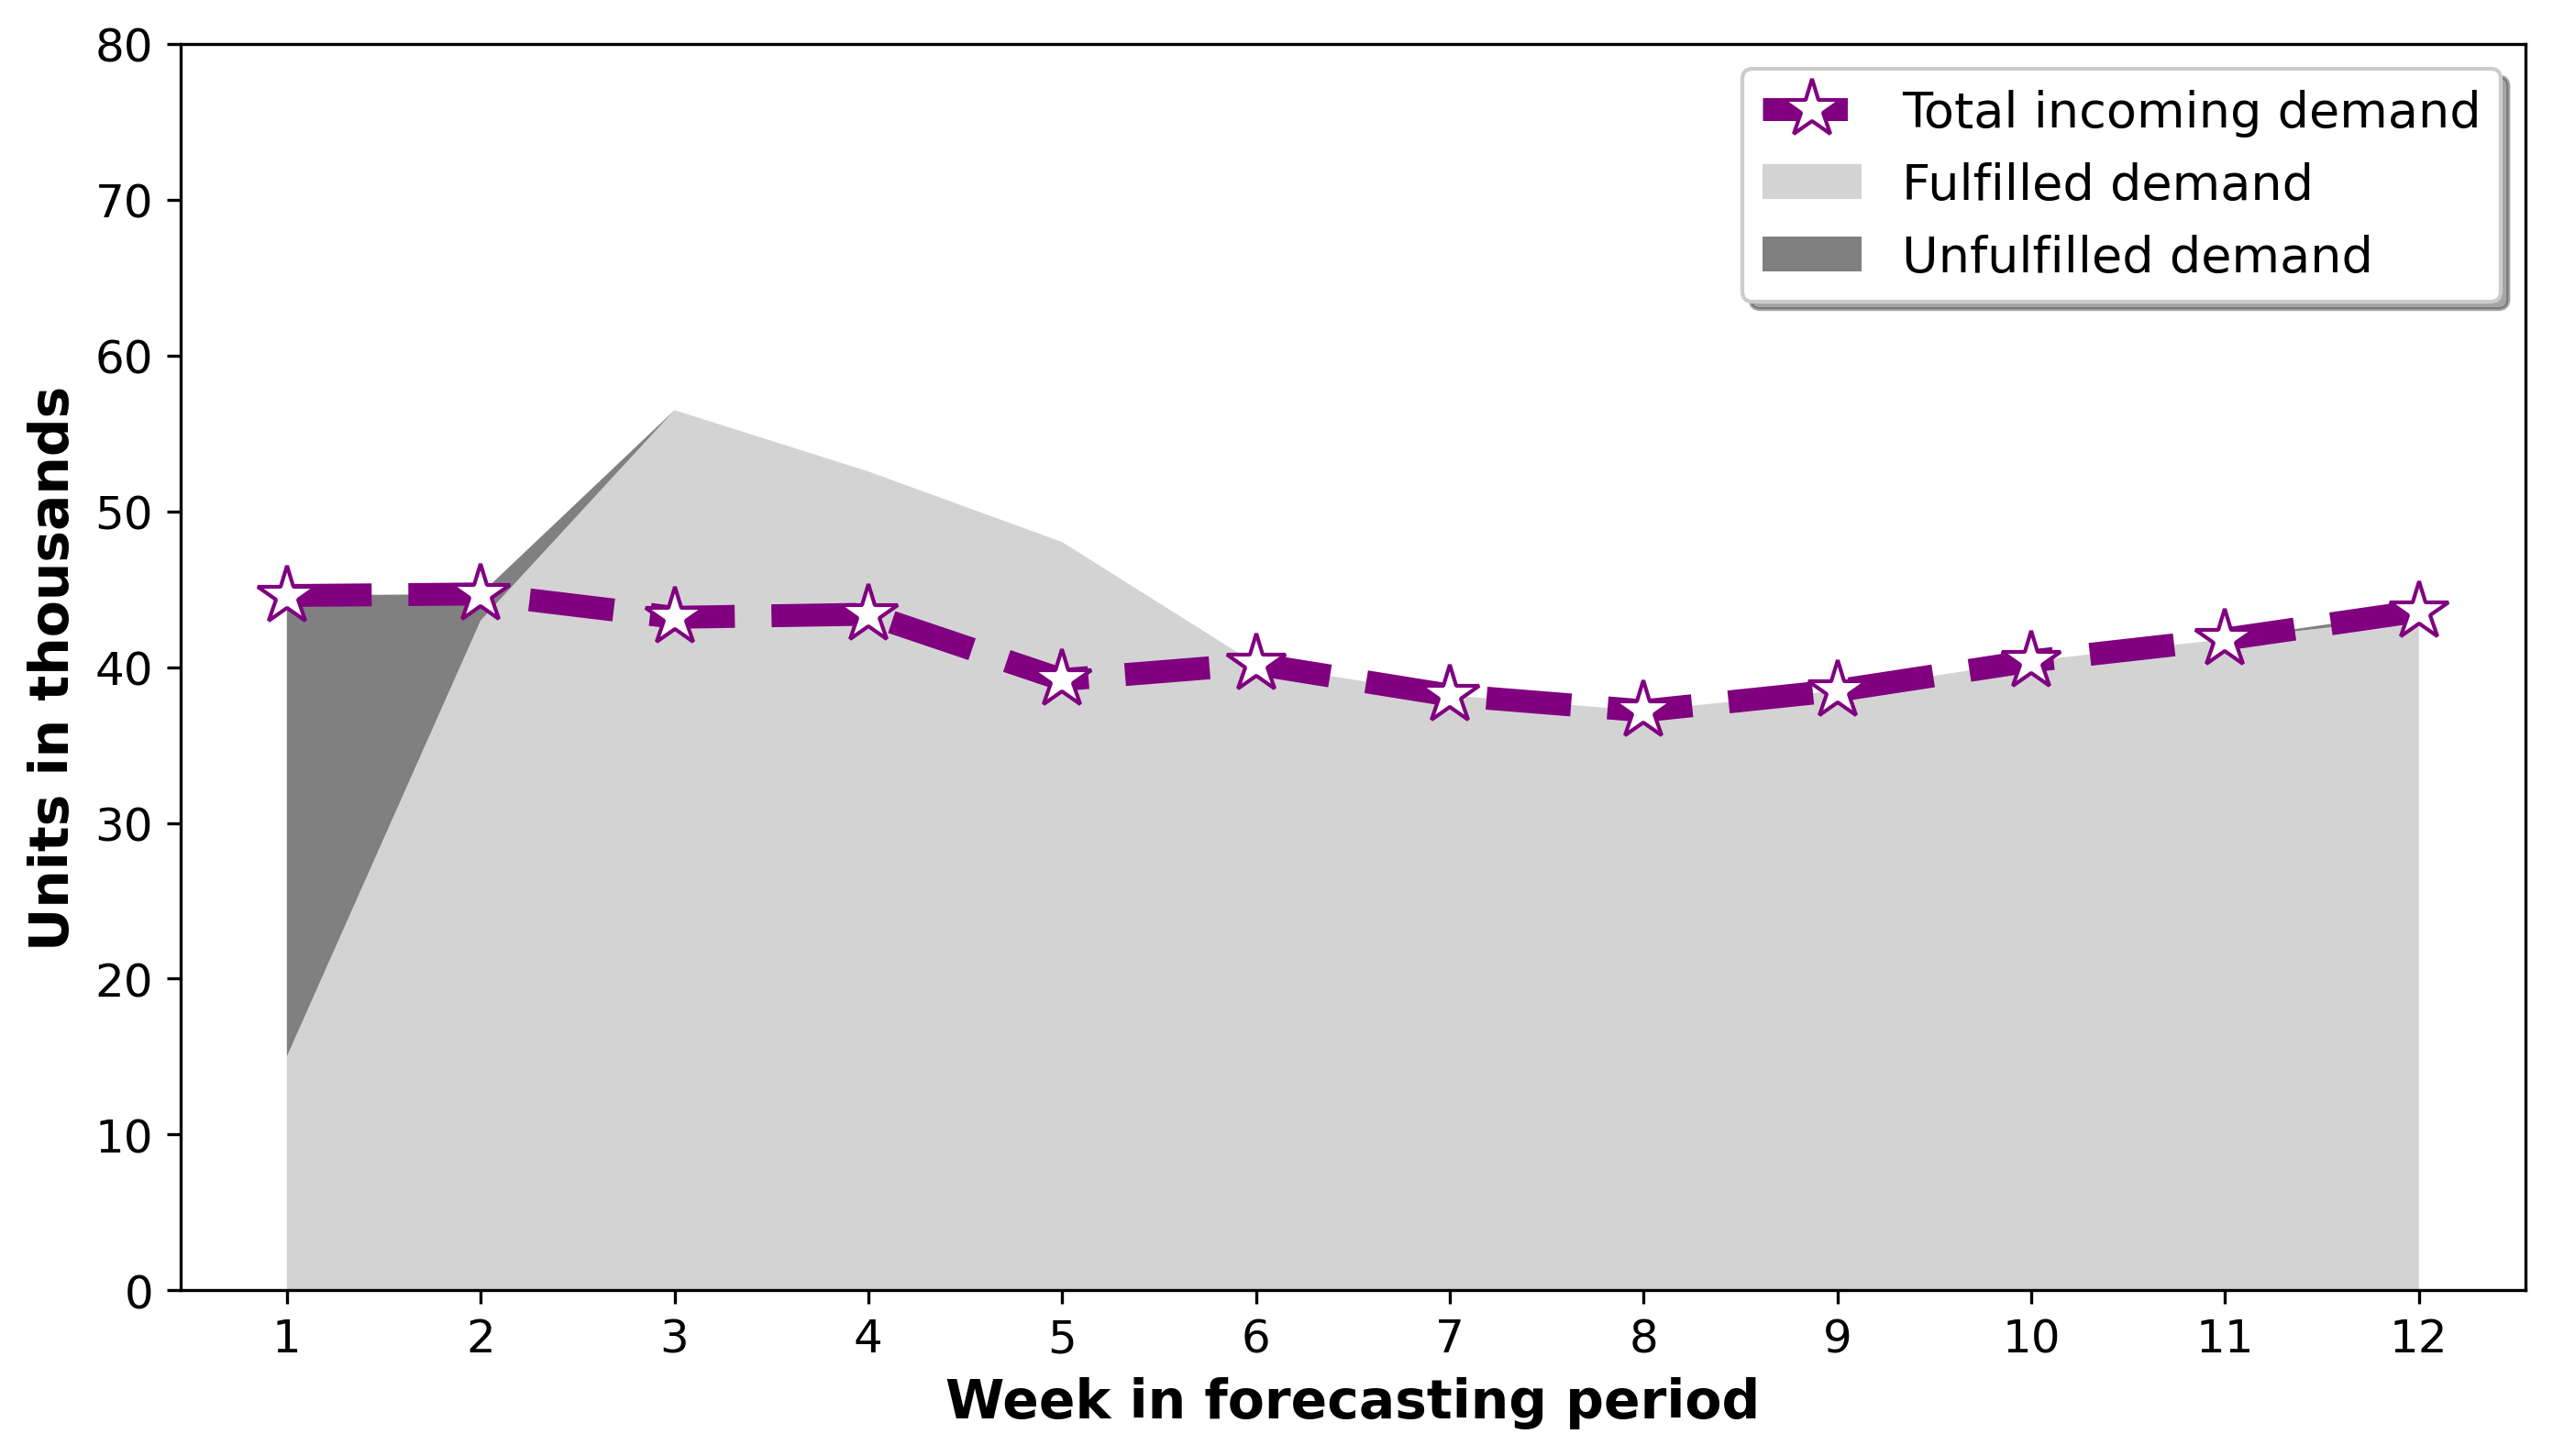 80
70
60
50
40
30
20
10
0
Units in thousands
Total incoming demand
Fulfilled demand
Unfulfilled demand
1 2 3 4 5 6 7 8 9 10 11 12
Week in forecasting period